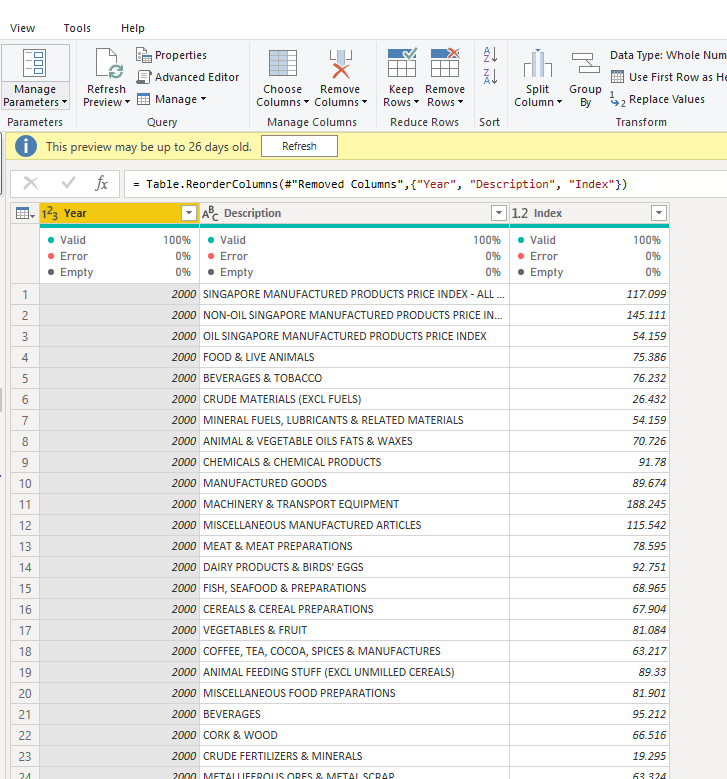 View Tools Help
Properties
Advanced Editor
Manage
Manage Parameters
Refresh Preview
Choose Columns
Remove Columns
Keep Rows
Remove Rows
A Z
Z A
Split Column
Group By
Data Type: Whole Num
Use First Row as He
1 2 Replace Values
Parameters Query Manage Columns Reduce Rows Sort Transform
i This preview may be up to 26 days old. Refresh
fx = Table.ReorderColumns(#"Removed Columns",{"Year", "Description", "Index"})
123 Year ABC Description 1.2 Index
Valid 100% Valid 100% Valid 100%
Error 0% Error 0% Error 0%
Empty 0% Empty 0% Empty 0%
1 2000 SINGAPORE MANUFACTURED PRODUCTS PRICE INDEX - ALL ... 117.099
2 2000 NON-OIL SINGAPORE MANUFACTURED PRODUCTS PRICE IN... 145.111
3 2000 OIL SINGAPORE MANUFACTURED PRODUCTS PRICE INDEX 54.159
4 2000 FOOD & LIVE ANIMALS 75.386
5 2000 BEVERAGES & TOBACCO 76.232
6 2000 CRUDE MATERIALS (EXCL FUELS) 26.432
7 2000 MINERAL FUELS, LUBRICANTS & RELATED MATERIALS 54.159
8 2000 ANIMAL & VEGETABLE OILS FATS & WAXES 70.726
9 2000 CHEMICALS & CHEMICAL PRODUCTS 91.78
10 2000 MANUFACTURED GOODS 89.674
11 2000 MACHINERY & TRANSPORT EQUIPMENT 188.245
12 2000 MISCELLANEOUS MANUFACTURED ARTICLES 115.542
13 2000 MEAT & MEAT PREPARATIONS 78.595
14 2000 DAIRY PRODUCTS & BIRDS' EGGS 92.751
15 2000 FISH, SEAFOOD & PREPARATIONS 68.965
16 2000 CEREALS & CEREAL PREPARATIONS 67.904
17 2000 VEGETABLES & FRUIT 81.084
18 2000 COFFEE, TEA, COCOA, SPICES & MANUFACTURES 63.217
19 2000 ANIMAL FEEDING STUFF (EXCL UNMILLED CEREALS) 89.33
20 2000 MISCELLANEOUS FOOD PREPARATIONS 81.901
21 2000 BEVERAGES 95.212
22 2000 CORK & WOOD 66.516
23 2000 CRUDE FERTILIZERS & MINERALS 19.295
24 2000 METALLIFEROUS ORES & METAL SCRAP 63.324